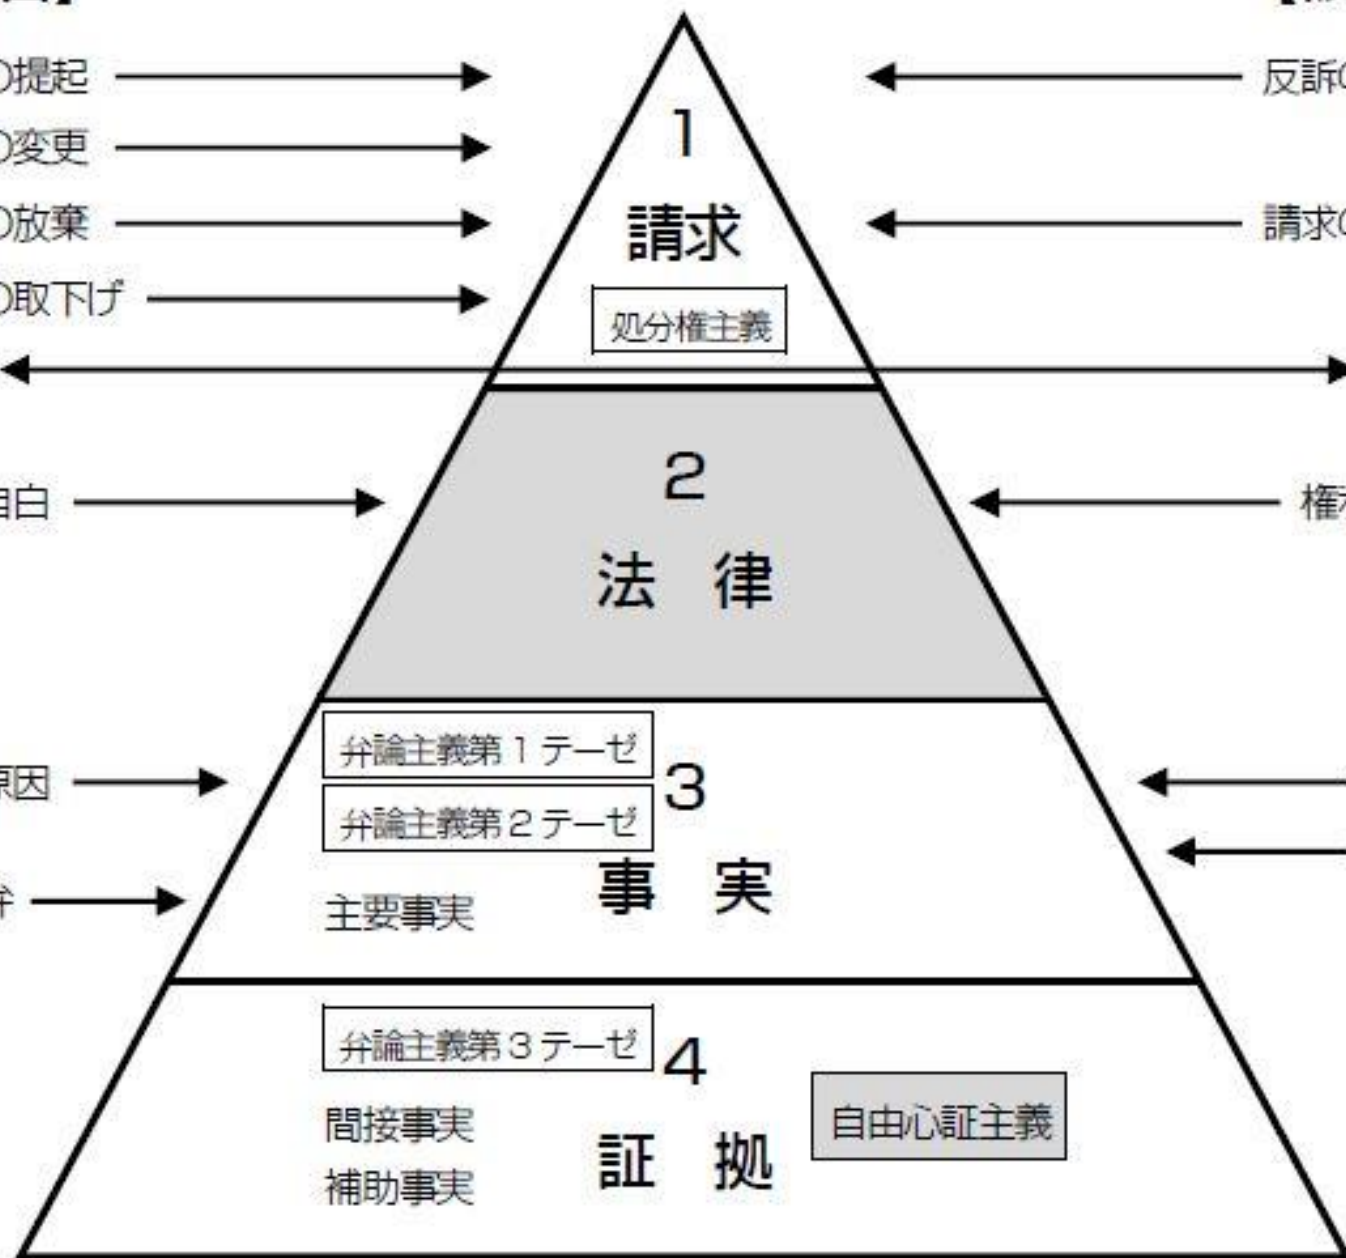 の提起
反訴の
の変更
1
の放棄
請求
請求の
の取下げ
処分権主義
自白
2
権利
法 律
弁論主義第1テーゼ
原因
3
弁論主義第2テーゼ
弁
事 実
主要事実
弁論主義第3テーゼ
4
間接事実
自由心証主義
証 拠
補助事実